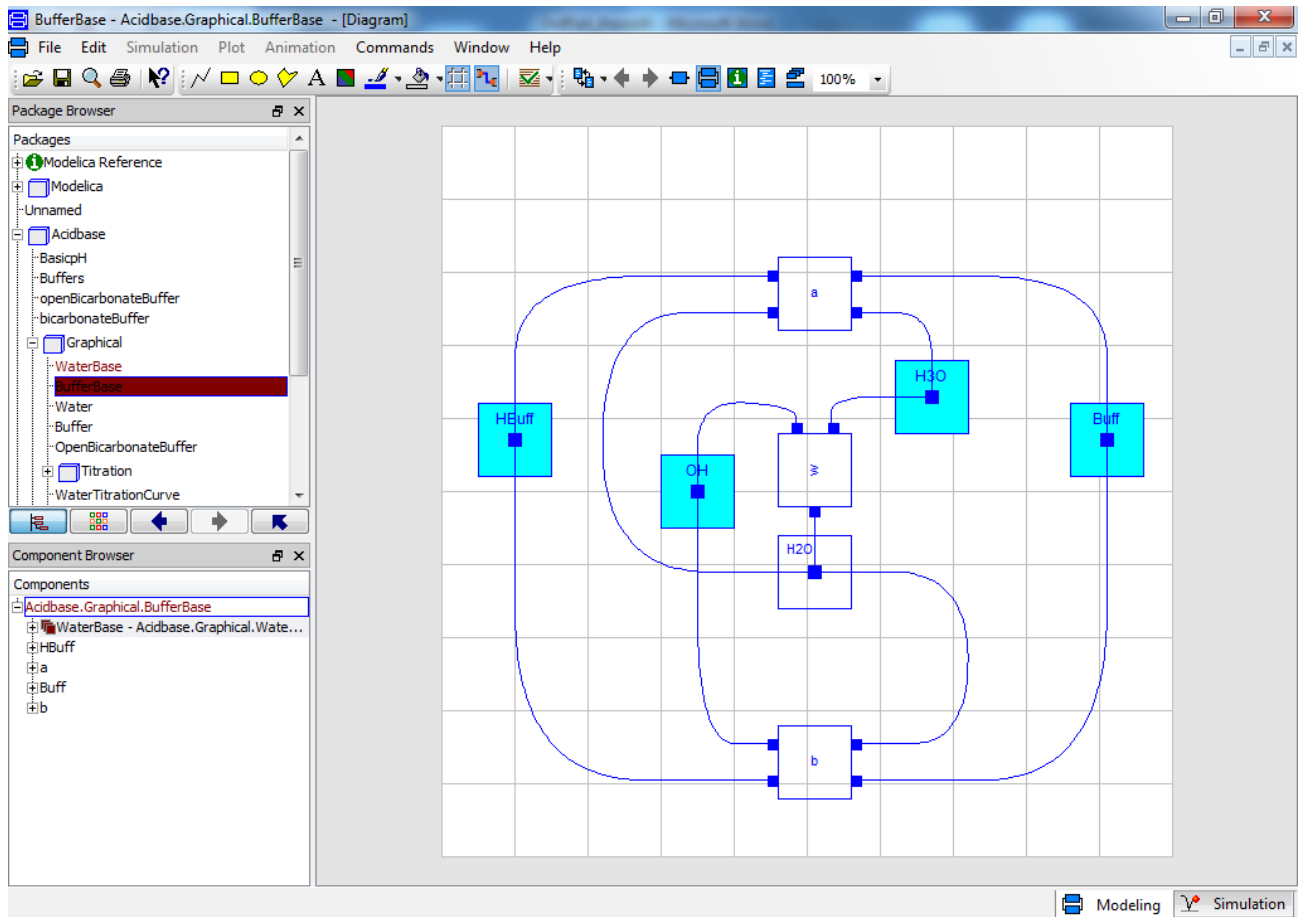 BufferBase - Acidbase.Graphical.BufferBase - [Diagram]
File Edit Simulation Plot Animation Commands Window Help
100%
Package Browser
Packages
Modelica Reference
Modelica
Unnamed
Acidbase
BasicpH
Buffers
openBicarbonateBuffer
bicarbonateBuffer
Graphical
WaterBase
BufferBase
Water
Buffer
OpenBicarbonateBuffer
Titration
WaterTitrationCurve
Component Browser
Components
Acidbase.Graphical.BufferBase
WaterBase - Acidbase.Graphical.Wate...
HBuff
a
Buff
b
a
H3O
HBuff
Buff
OH
w
H2O
b
Modeling Simulation